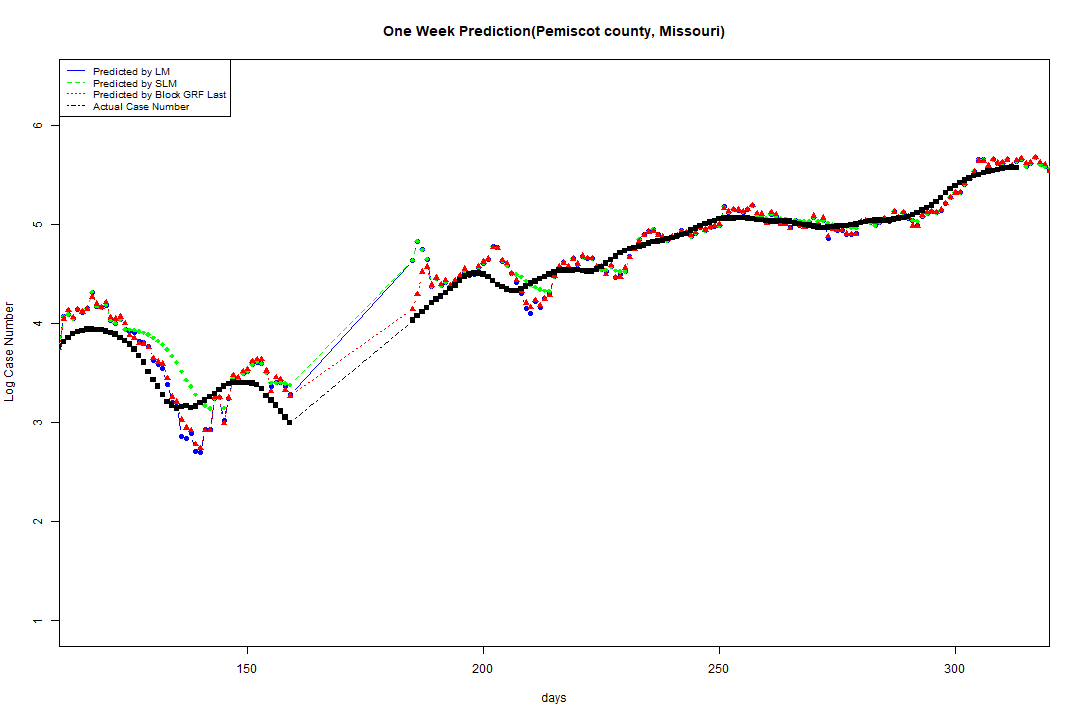 One Week Prediction(Pemiscot county, Missouri)
Predicted by LM
Predicted by SLM
Predicted by Block GRF Last
Actual Case Number
6
5
4
3
2
1
Log Case Number
150 200 250 300
days